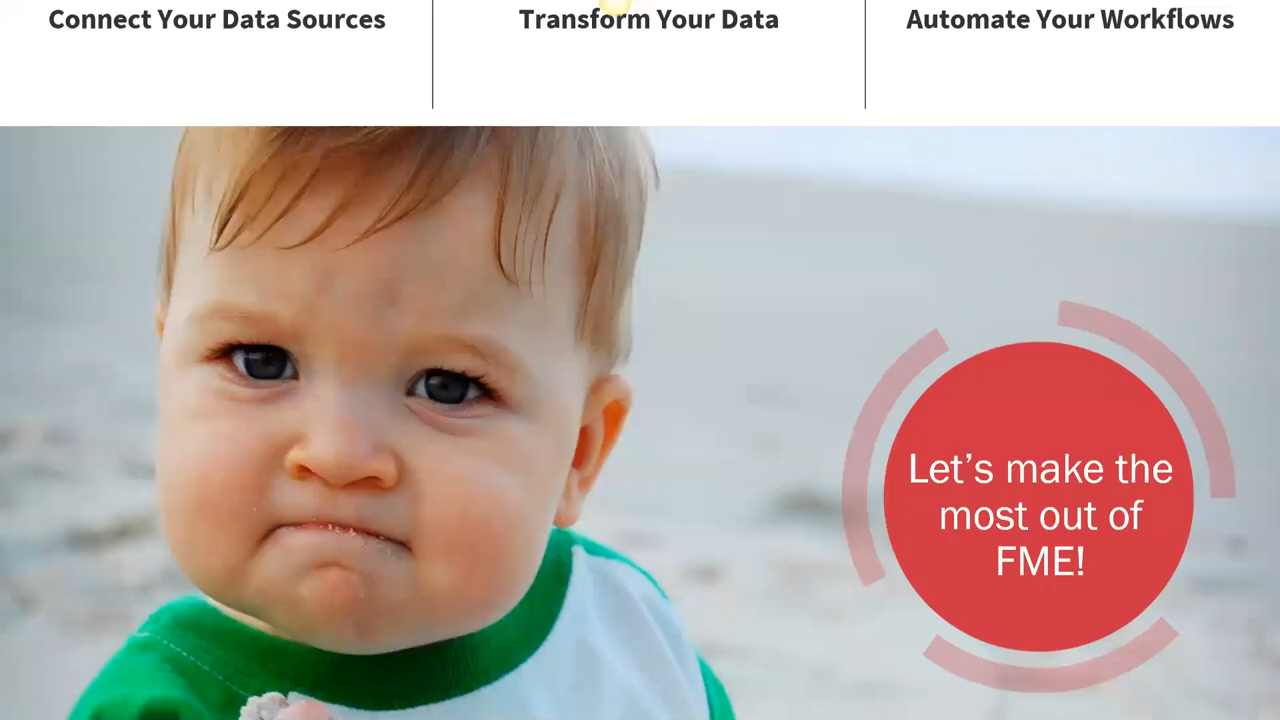 Connect Your Data Sources
Transform Your Data
Automate Your Workflows
Let's make the
most out of
FME!